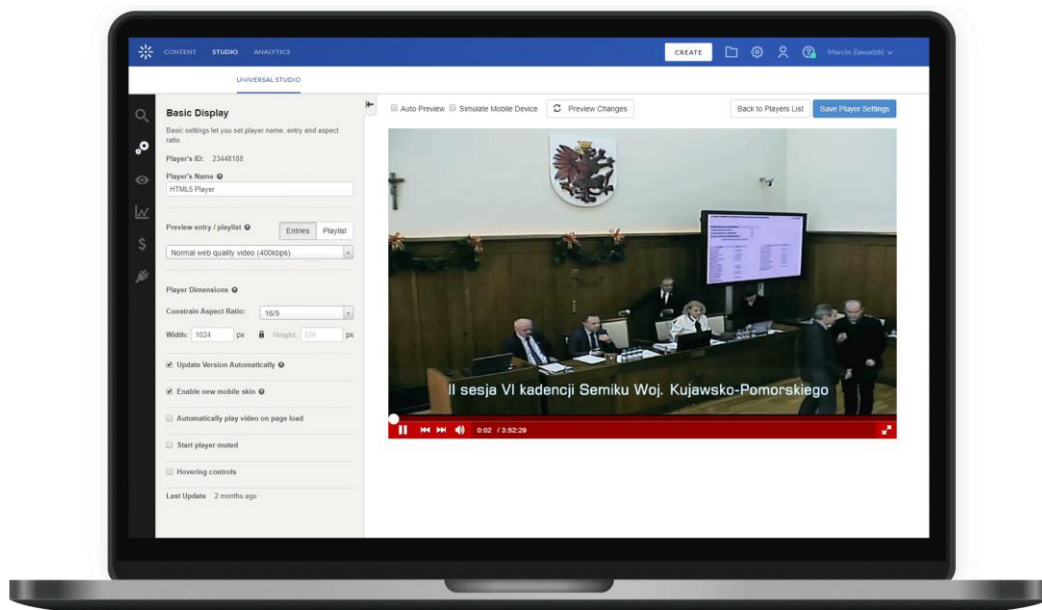 CONTENT STUDIO ANALYTICS CREATE Marcin Zawadzki
UNIVERSAL STUDIO
Auto Preview Simulate Mobile Device Preview Changes Back to Players List Save Player Settings
Basic Display
Basic settings let you set player name, entry and aspect
ratio.
Player's ID: 23448188
Player's Name
HTML5 Player
Preview entry / playlist Entries Playlist
Normal web quality video (400kbps)
Player Dimensions
Constrain Aspect Ratio: 16/9
Width: 1024 px Height: 576 px
Update Version Automatically
Enable new mobile skin
Automatically play video on page load
Start player muted
Hovering controls
Last Update 2 months ago
II sesja VI kadencji Semiku Woj. Kujawsko-Pomorskiego
0:02 / 3:52:29